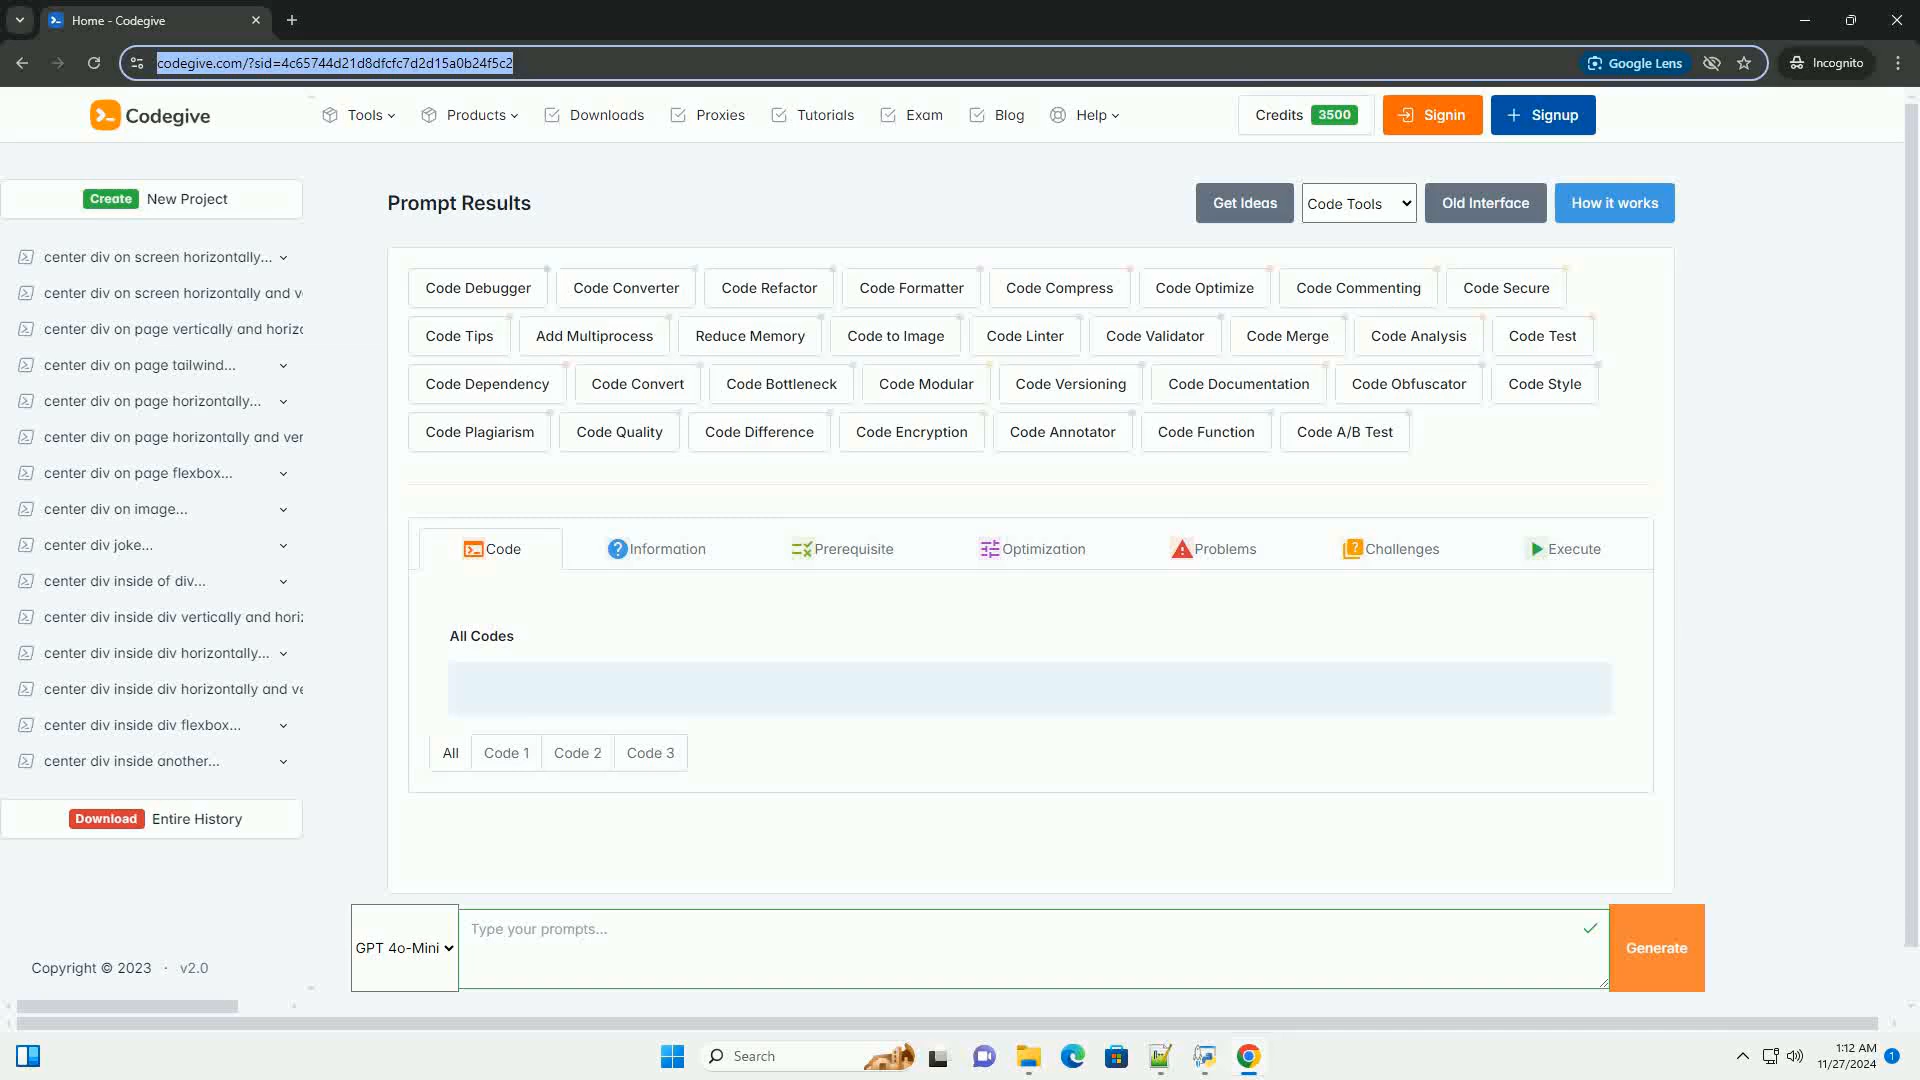 Home - Codegive
codegive.com/?sid=4c65744d21d8dfcfc7d2d15a0b24f5c2
Google Lens
Incognito
Codegive
Tools
Products
Downloads
Proxies
Tutorials
Exam
Blog
Help
Credits 3500
Signin
Signup
Create New Project
center div on screen horizontally...
center div on screen horizontally and v
center div on page vertically and horizo
center div on page tailwind...
center div on page horizontally...
center div on page horizontally and ver
center div on page flexbox...
center div on image...
center div joke...
center div inside of div...
center div inside div vertically and hori
center div inside div horizontally...
center div inside div horizontally and ve
center div inside div flexbox...
center div inside another...
Download Entire History
Copyright © 2023 · v2.0
Prompt Results
Get Ideas
Code Tools
Old Interface
How it works
Code Debugger Code Converter Code Refactor Code Formatter Code Compress Code Optimize Code Commenting Code Secure
Code Tips Add Multiprocess Reduce Memory Code to Image Code Linter Code Validator Code Merge Code Analysis Code Test
Code Dependency Code Convert Code Bottleneck Code Modular Code Versioning Code Documentation Code Obfuscator Code Style
Code Plagiarism Code Quality Code Difference Code Encryption Code Annotator Code Function Code A/B Test
Code Information Prerequisite Optimization Problems Challenges Execute
All Codes
All Code 1 Code 2 Code 3
GPT 4o-Mini
Type your prompts...
Generate
Search
1:12 AM
11/27/2024
1